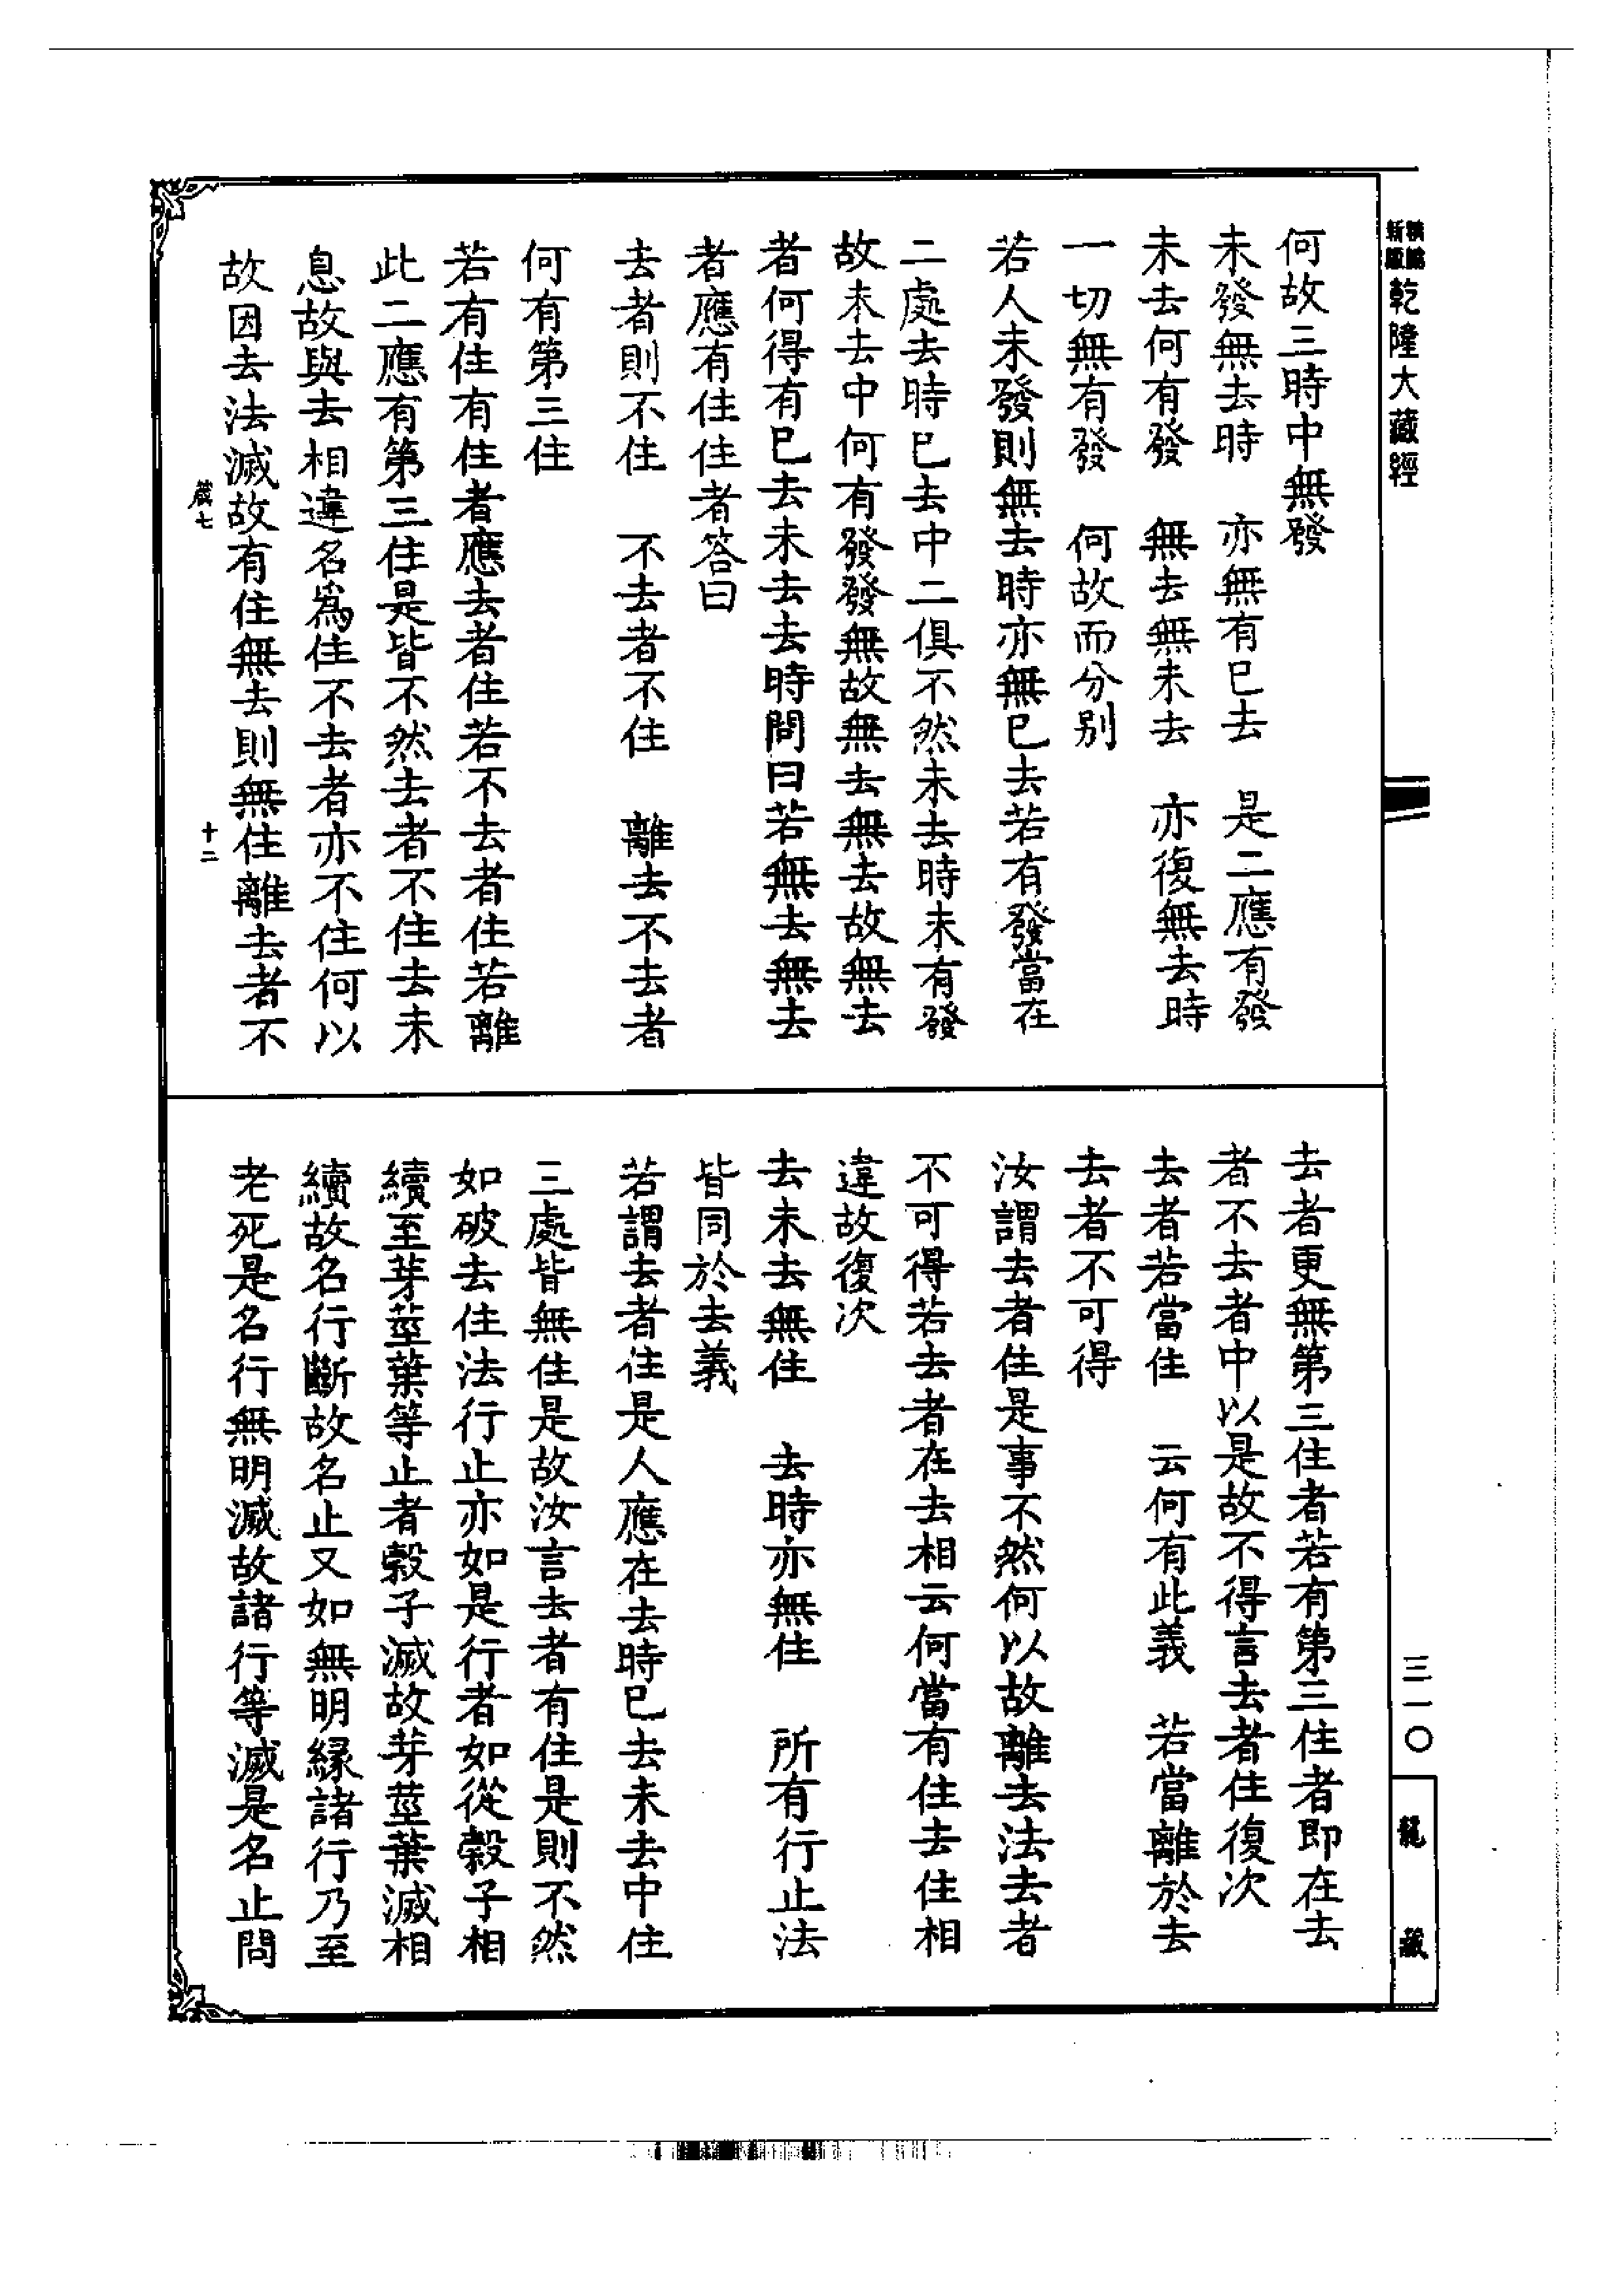 何故三時中無發
未發無去時　亦無有已去　是二應有發
未去何有發　無去無未去　亦復無去時
一切無有發　何故而分別
若人未發則無去時亦無已去若有發當在
二處去時已去中二俱不然未去時未有發
故未去中何有發發無故無去無去故無去
者何得有已去未去去時問曰若無去無去
者應有住住者答曰
去者則不住　不去者不住　離去不去者
何有第三住
若有住有住者應去者住若不去者住若離
此二應有第三住是皆不然去者不住去未
息故與去相違名為住不去者亦不住何以
故因去法滅故有住無去則無住離去者不
去者更無第三住者若有第三住者即在去
者不去者中以是故不得言去者住復次
去者若當住　云何有此義　若當離於去
去者不可得
汝謂去者住是事不然何以故離去法去者
不可得若去者在去相云何當有住去住相
違故復次
去未去無住　去時亦無住　所有行止法
皆同於去義
若謂去者住是人應在去時已去未去中住
三處皆無住是故汝言去者有住是則不然
如破去住法行止亦如是行者如從穀子相
續至芽莖葉等止者穀子滅故芽莖葉滅相
續故名行斷故名止又如無明緣諸行乃至
老死是名行無明滅故諸行等滅是名止問
乾隆大藏經
三一〇
龍藏
十二